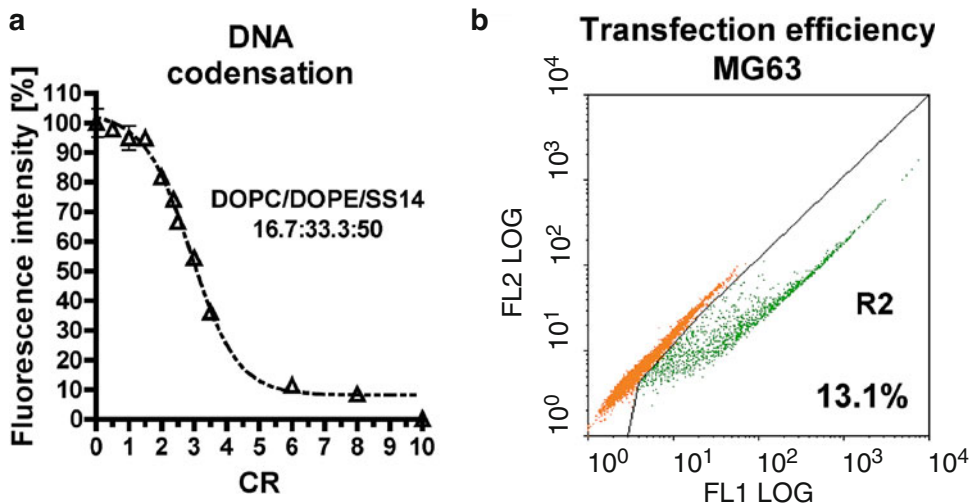 a
DNA
codensation
Fluorescence intensity [%]
110
100
90
80
70
60
50
40
30
20
10
0
DOPC/DOPE/SS14
16.7:33.3:50
0 1 2 3 4 5 6 7 8 10
CR
b
Transfection efficiency
MG63
FL2 LOG
10⁴
10³
10²
10¹
10⁰
R2
13.1%
10⁰ 10¹ 10² 10³ 10⁴
FL1 LOG